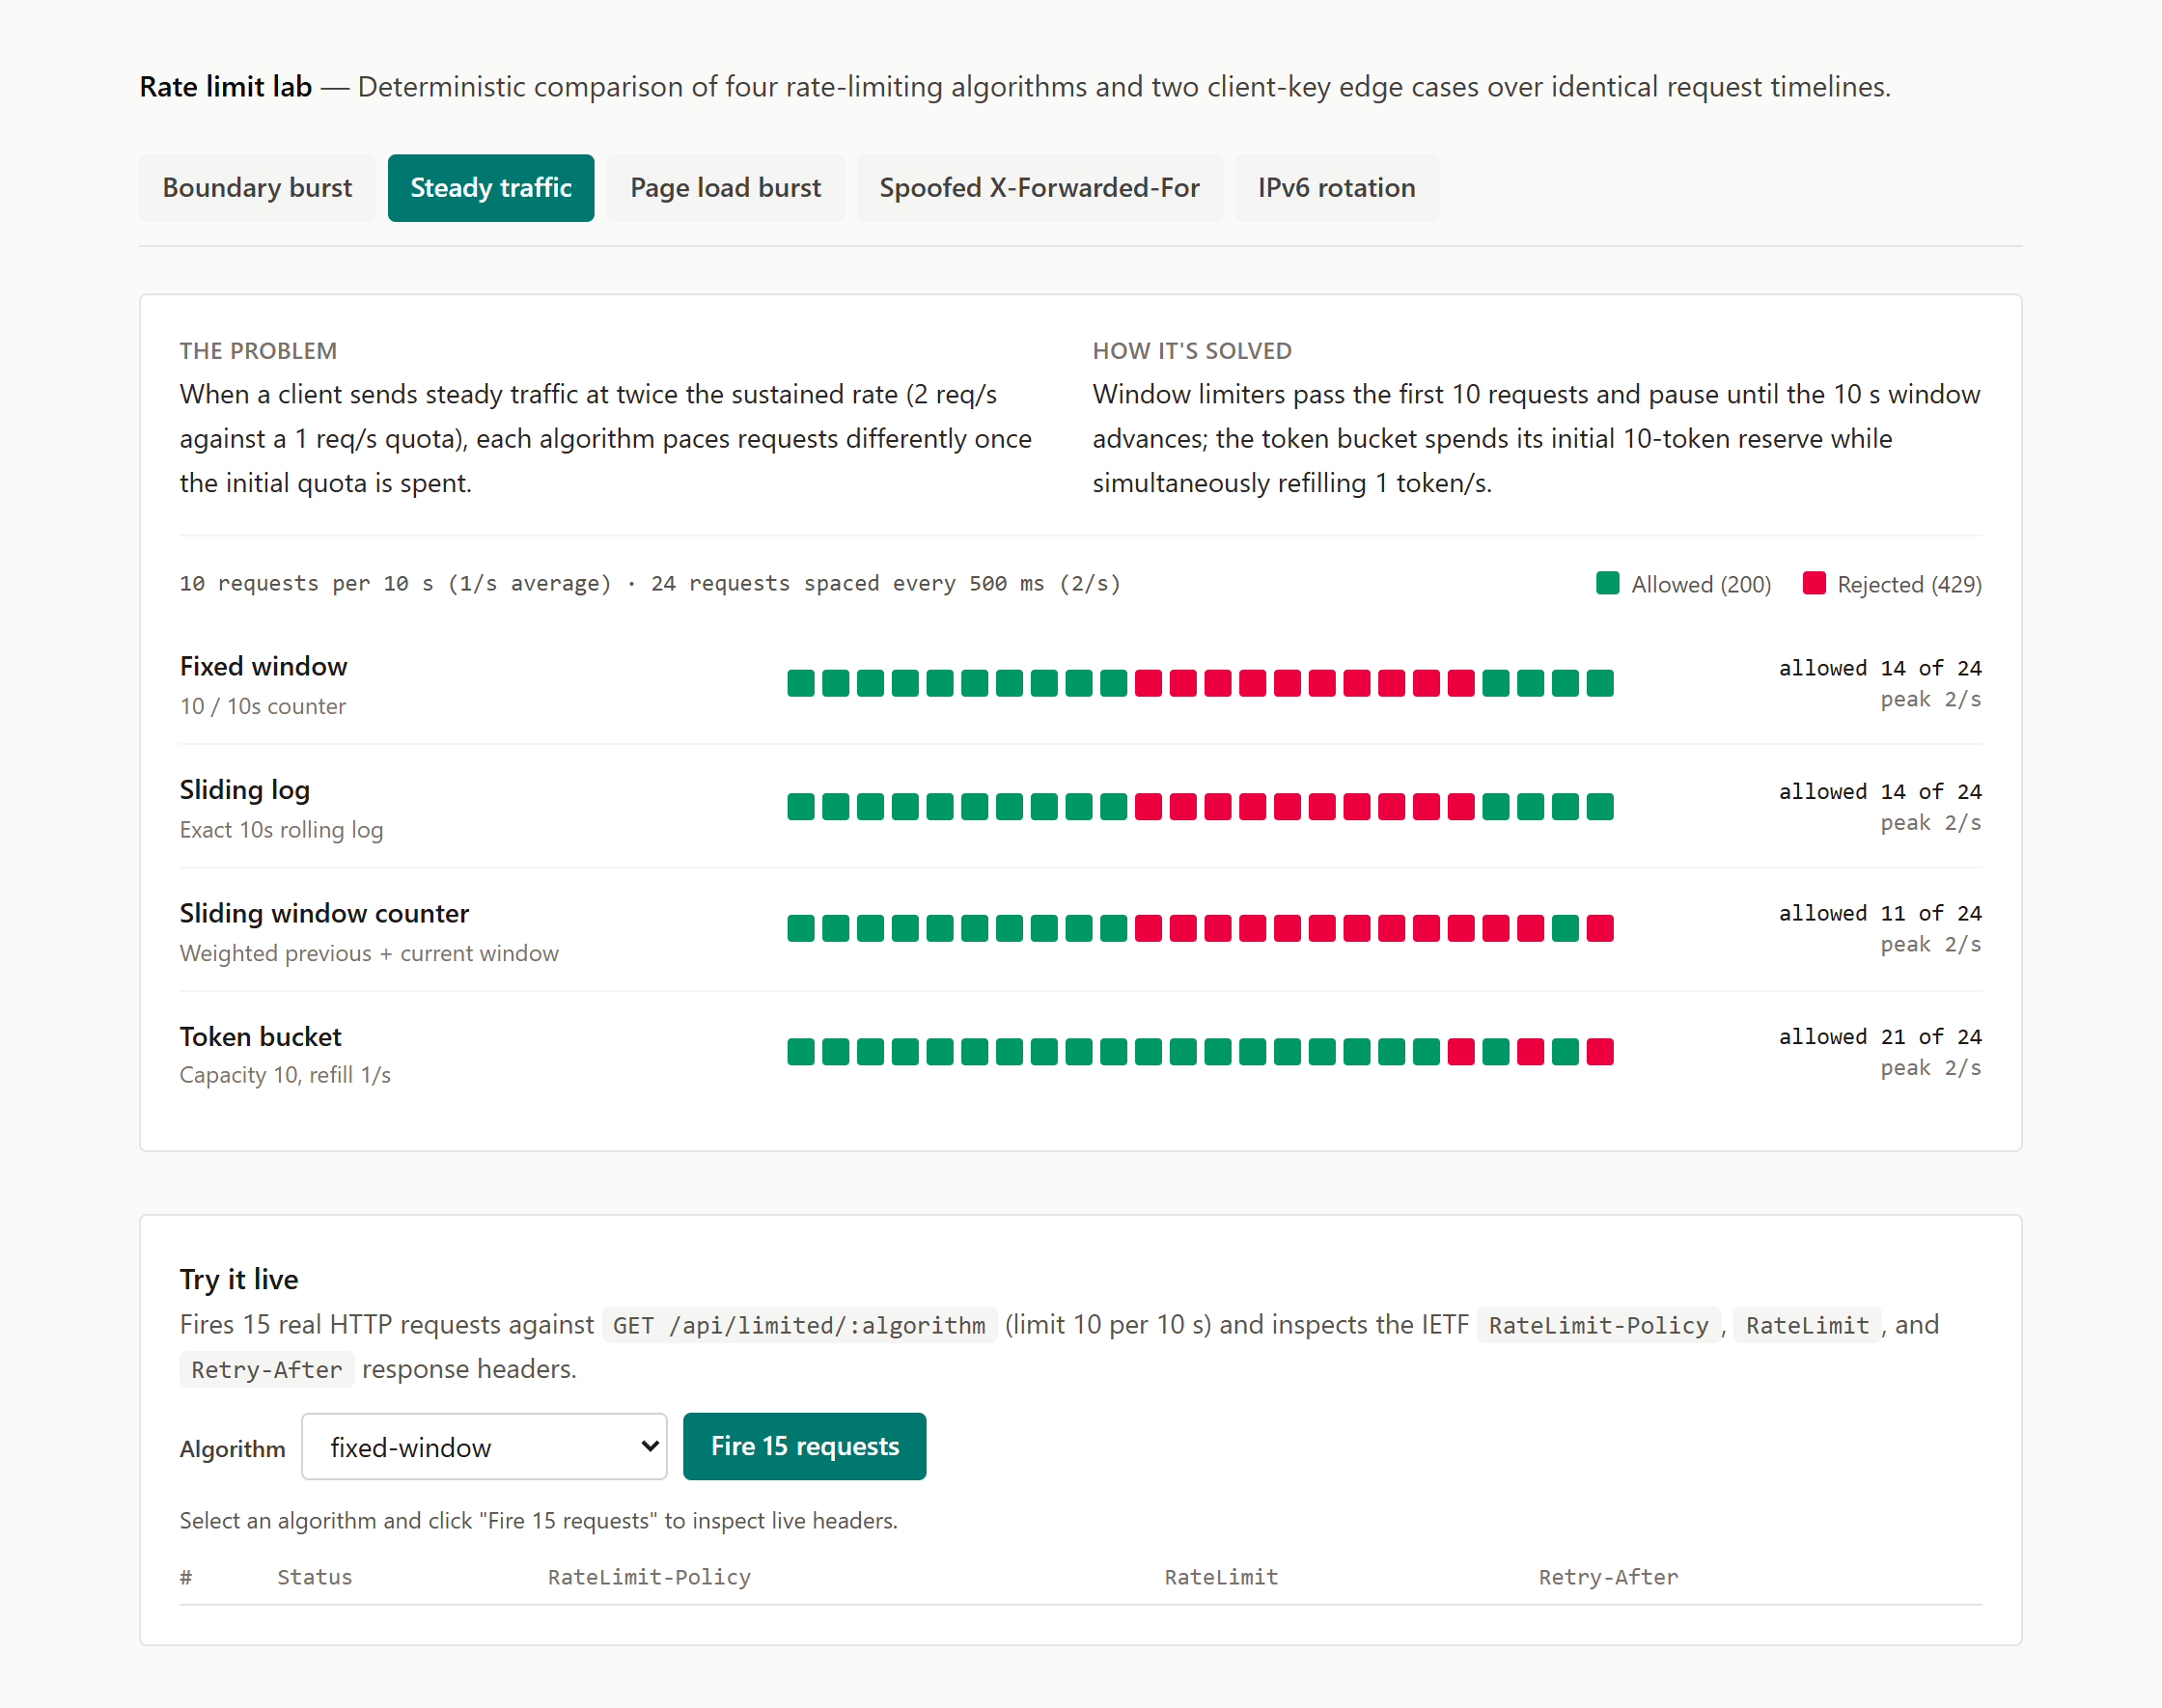 Rate limit lab — Deterministic comparison of four rate-limiting algorithms and two client-key edge cases over identical request timelines.
Boundary burst
Steady traffic
Page load burst
Spoofed X-Forwarded-For
IPv6 rotation
THE PROBLEM
When a client sends steady traffic at twice the sustained rate (2 req/s
against a 1 req/s quota), each algorithm paces requests differently once
the initial quota is spent.
HOW IT'S SOLVED
Window limiters pass the first 10 requests and pause until the 10 s window
advances; the token bucket spends its initial 10-token reserve while
simultaneously refilling 1 token/s.
10 requests per 10 s (1/s average) · 24 requests spaced every 500 ms (2/s)
Allowed (200)
Rejected (429)
Fixed window
10 / 10s counter
allowed 14 of 24
peak 2/s
Sliding log
Exact 10s rolling log
allowed 14 of 24
peak 2/s
Sliding window counter
Weighted previous + current window
allowed 11 of 24
peak 2/s
Token bucket
Capacity 10, refill 1/s
allowed 21 of 24
peak 2/s
Try it live
Fires 15 real HTTP requests against GET /api/limited/:algorithm (limit 10 per 10 s) and inspects the IETF RateLimit-Policy, RateLimit, and
Retry-After response headers.
Algorithm
fixed-window
Fire 15 requests
Select an algorithm and click "Fire 15 requests" to inspect live headers.
# Status RateLimit-Policy RateLimit Retry-After